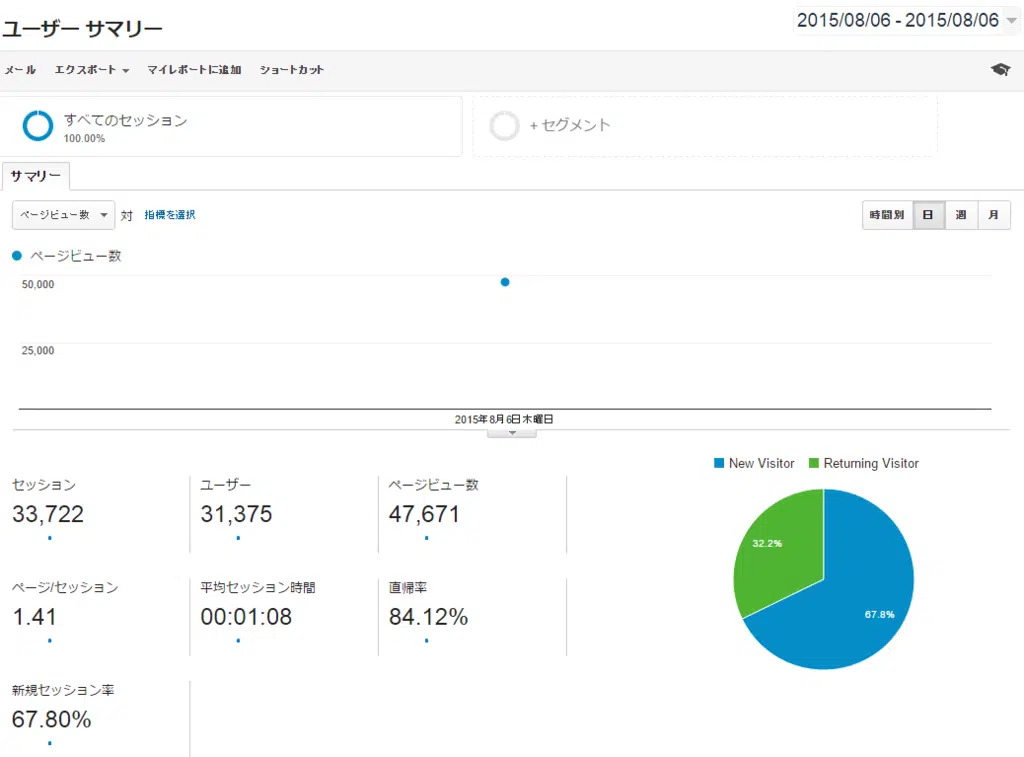 ユーザー サマリー
2015/08/06 - 2015/08/06
メール エクスポート マイレポートに追加 ショートカット
すべてのセッション
100.00%
+ セグメント
サマリー
ページビュー数 対 指標を選択
時間別 日 週 月
ページビュー数
50,000
25,000
2015年8月6日木曜日
New Visitor Returning Visitor
セッション ユーザー ページビュー数
33,722 31,375 47,671
32.2%
67.8%
ページ/セッション 平均セッション時間 直帰率
1.41 00:01:08 84.12%
新規セッション率
67.80%